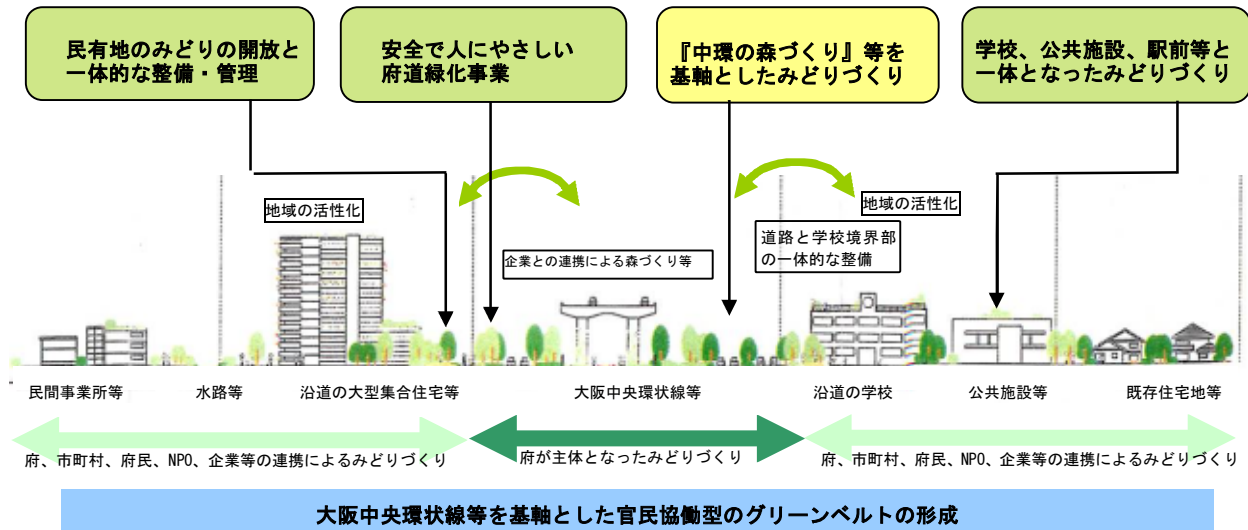 民有地のみどりの開放と
一体的な整備・管理
安全で人にやさしい
府道緑化事業
『中環の森づくり』等を
基軸としたみどりづくり
学校、公共施設、駅前等と
一体となったみどりづくり
地域の活性化
企業との連携による森づくり等
地域の活性化
道路と学校境界部
の一体的な整備
民間事業所等
水路等
沿道の大型集合住宅等
大阪中央環状線等
沿道の学校
公共施設等
既存住宅地等
府、市町村、府民、NPO、企業等の連携によるみどりづくり
府が主体となったみどりづくり
府、市町村、府民、NPO、企業等の連携によるみどりづくり
大阪中央環状線等を基軸とした官民協働型のグリーンベルトの形成